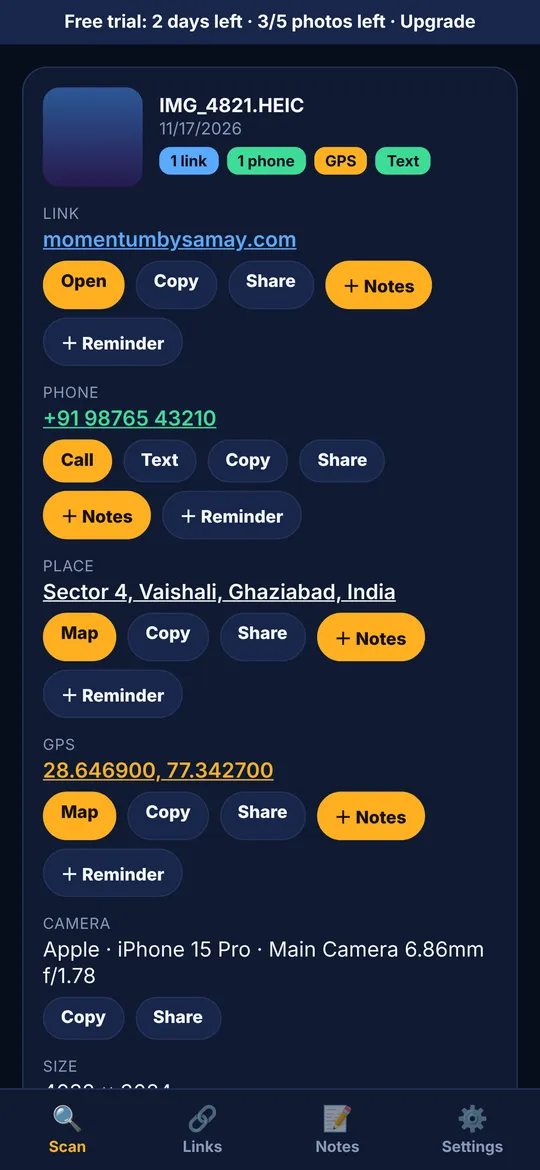 Free trial: 2 days left · 3/5 photos left · Upgrade
IMG_4821.HEIC
11/17/2026
1 link 1 phone GPS Text
LINK
momentumbysamay.com
Open Copy Share + Notes
+ Reminder
PHONE
+91 98765 43210
Call Text Copy Share
+ Notes + Reminder
PLACE
Sector 4, Vaishali, Ghaziabad, India
Map Copy Share + Notes
+ Reminder
GPS
28.646900, 77.342700
Map Copy Share + Notes
+ Reminder
CAMERA
Apple · iPhone 15 Pro · Main Camera 6.86mm
f/1.78
Copy Share
SIZE
Scan Links Notes Settings